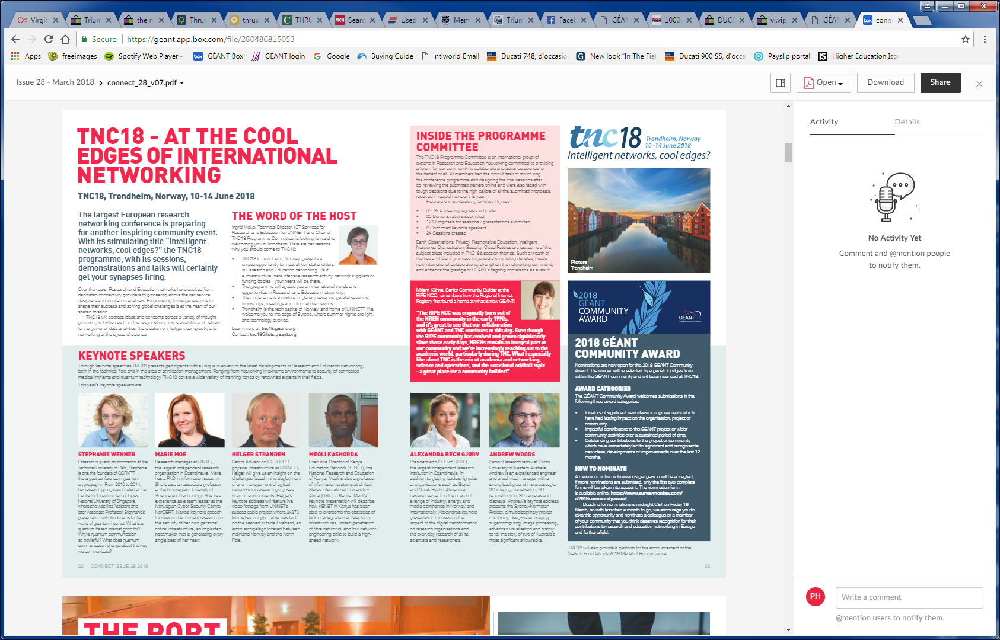 Virgin
Trium
the n
Thrux
thrux
THRU
MCN Searc
Used
Mem
Trium
Faceb
GÉAN
1000
DUCA
vi.vip
GÉAN
box conn
Secure https://geant.app.box.com/file/280486815053
Apps freeimages Spotify Web Player - GÉANT Box GEANT login Google Buying Guide ntlworld Email Ducati 748, d'occasio New look "In The Fiel Ducati 900 SS, d'occa Payslip portal Higher Education Iso
Issue 28 - March 2018 connect_28_v07.pdf
Open Download Share
TNC18 - AT THE COOL
EDGES OF INTERNATIONAL
NETWORKING
TNC18, Trondheim, Norway, 10-14 June 2018
The largest European research
networking conference is preparing
for another inspiring community event.
With its stimulating title "Intelligent
networks, cool edges?" the TNC18
programme, with its sessions,
demonstrations and talks will certainly
get your synapses firing.
Over the years, Research and Education networks have evolved from
dedicated connectivity providers to pioneering above the net service
designers and innovation enablers. Empowering future generations to
shape their success and solving global challenges is at the heart of our
shared mission.
TNC18 will address ideas and concepts across a variety of thought
provoking sub-themes from the responsibility of sustainability and delivery,
to the power of data analytics, the creation of intelligent complexity, and
networking at the speed of science.
THE WORD OF THE HOST
Ingrid Melve, Technical Director, ICT Services for
Research and Education for UNINETT and Chair of
TNC18 Programme Committee, is looking forward to
welcoming you in Trondheim. Here are her reasons
why you should come to TNC18:
• TNC18 in Trondheim, Norway, presents a
unique opportunity to meet all key stakeholders
in Research and Education networking. Be it
e-infrastructure, data intensive research activity, network suppliers or
funding bodies - your peers will be there.
• The programme will update you on international trends and
opportunities in Research and Education networking.
• The conference is a mixture of plenary sessions, parallel sessions,
workshops, meetings and informal discussions.
• Trondheim is the tech capital of Norway, and home of UNINETT. We
welcome you to the edge of Europe, where summer nights are light,
and technology evolves.
Learn more at: tnc18.geant.org
Contact: tnc18@lists.geant.org
INSIDE THE PROGRAMME
COMMITTEE
The TNC18 Programme Committee is an international group of
experts in Research and Education networking committed to providing
a forum for our community to collaborate and advance science for
the benefit of all. All members had the difficult task of structuring
the conference programme and designing the final sessions after
co-reviewing the submitted papers online and were also faced with
tough decisions due to the high calibre of all the submitted proposals,
received in record number this year.
Here are some interesting facts and figures:
• 50 Side meeting requests submitted
• 20 Demonstrations submitted
• 121 Proposals for sessions / presentations submitted
• 6 Confirmed keynote speakers
• 24 Sessions created
Earth Observations, Privacy, Responsible Education, Intelligent
Networks, Orchestration, Security, Cloud Futures are just some of the
subject areas included in TNC18's session themes. Such a wealth of
themes and talent promises to generate stimulating debates, create
new international collaborations, strengthen the networking community
and enhance the prestige of GÉANT's flagship conference as a result.
Mirjam Kühne, Senior Community Builder at the
RIPE NCC, remembers how the Regional Internet
Registry first found a home at what is now GÉANT:
"The RIPE NCC was originally born out of
the NREN community in the early 1990s,
and it's great to see that our collaboration
with GÉANT and TNC continues to this day. Even though
the RIPE community has evolved and grown significantly
since those early days, NRENs remain an integral part of
our community and we're increasingly reaching out to the
academic world, particularly during TNC. What I especially
like about TNC is the mix of academia and networking,
science and operations, and the occasional oddball topic
- a great place for a community builder!"
tnc18 Trondheim, Norway
10 -14 June 2018
Intelligent networks, cool edges?
Picture
Trondheim
2018
GÉANT
COMMUNITY
AWARD
GÉANT
2018 GÉANT
COMMUNITY AWARD
Nominations are now open for the 2018 GÉANT Community
Award. The winner will be selected by a panel of judges from
within the GÉANT community and will be announced at TNC18.
AWARD CATEGORIES
The GÉANT Community Award welcomes submissions in the
following three award categories:
• Initiators of significant new ideas or improvements which
have had lasting impact on the organisation, project or
community.
• Impactful contributors to the GÉANT project or wider
community activities over a sustained period of time.
• Outstanding contributions to the project or community
which have immediately led to significant and recognisable
new ideas, developments or improvements over the last 12
months.
HOW TO NOMINATE
A maximum of two submissions per person will be accepted;
if more nominations are submitted, only the first two complete
forms will be taken into account. The nomination form
is available online: https://www.surveymonkey.com/
r/2018communityaward.
Deadline for nominations is midnight CET on Friday 16
March, so with less than a month to go, we encourage you to
take this opportunity and nominate a colleague or a member
of your community that you think deserves recognition for their
contributions to research and education networking in Europe
and further afield.
TNC18 will also provide a platform for the announcement of the
Vietsch Foundation's 2018 Medal of Honour winner.
KEYNOTE SPEAKERS
Through keynote speeches TNC18 presents participants with a unique overview of the latest developments in Research and Education networking,
both in the technical field and in the area of application management. Ranging from networking in extreme environments to security of connected
medical implants and quantum technology, TNC18 covers a wide variety of inspiring topics by renowned experts in their fields.
This year's keynote speakers are:
STEPHANIE WEHNER
Pofessor in quantum information at the
Technical University of Delft, Stephanie
is one the founders of QCRYPT,
the largest conference in quantum
cryptography. From 2010 to 2014,
her research group was located at the
Centre for Quantum Technologies,
National University of Singapore,
where she was first Assistant and
later Associate Professor. Stephanie's
presentation will introduce us to the
world of quantum internet. What is a
quantum-based Internet good for?
Why is quantum communication
so powerful? What does quantum
communication change about the way
we communicate?
MARIE MOE
Research manager at SINTEF,
the largest independent research
organisation in Scandinavia, Marie
has a PhD in information security.
She is also an associate professor
at the Norwegian University of
Science and Technology. She has
experience as a team leader at the
Norwegian Cyber Security Centre
NorCERT. Marie's keynote speech
focuses on her current research on
the security of her own personal
critical infrastructure, an implanted
pacemaker that is generating every
single beat of her heart.
HELGER STRANDEN
Senior Advisor on ICT & HPC
physical infrastructure at UNINETT,
Helger will give us an insight on the
challenges faced in the deployment
of and management of optical
networks for research purposes
in arctic environments. Helger's
keynote address will feature live
video footage from UNINETT's
subsea cable project where 2x270
kilometres of optic cable was laid
on the seabed outside Svalbard, an
arctic archipelago located between
mainland Norway and the North
Pole.
MEOLI KASHORDA
Executive Director of Kenya
Education Network (KENET), the
National Research and Education
of Kenya. Meoli is also a professor
of information systems at United
States International University -
Africa (USIU) in Kenya. Meoli's
keynote presentation will describe
how KENET in Kenya has been
able to overcome the obstacles of
lack of adequate road/electricity
infrastructures, limited penetration
of fibre networks, and low network
engineering skills to build a high-
speed network.
ALEXANDRA BECH GJØRV
President and CEO of SINTEF,
the largest independent research
institution in Scandinavia. In
addition to playing leadership roles
at organisations such as Statoil
and Norsk Hydro, Alexandra
has also served on the board of
a range of industry, energy and
media companies in Norway and
internationally. Alexandra's keynote
presentation focuses on the
impact of the digital transformation
on research organisations and
the everyday research of all its
scientists and researchers.
ANDREW WOODS
Senior Research fellow at Curtin
University in Western Australia,
Andrew is an experienced engineer
and a technical manager with a
strong background in stereoscopic
3D imaging, visualisation, 3D
reconstruction, 3D cameras and
displays. Andrew's keynote address
presents the Sydney-Kormoran
Project, a multidisciplinary project
combining deep-water imaging,
supercomputing, image processing,
advanced visualisation and history
to tell the story of two of Australia's
most significant shipwrecks.
02 CONNECT ISSUE 28 2018
03
THE PORT
Activity Details
No Activity Yet
Comment and @mention people
to notify them.
PH
Write a comment
@mention users to notify them.